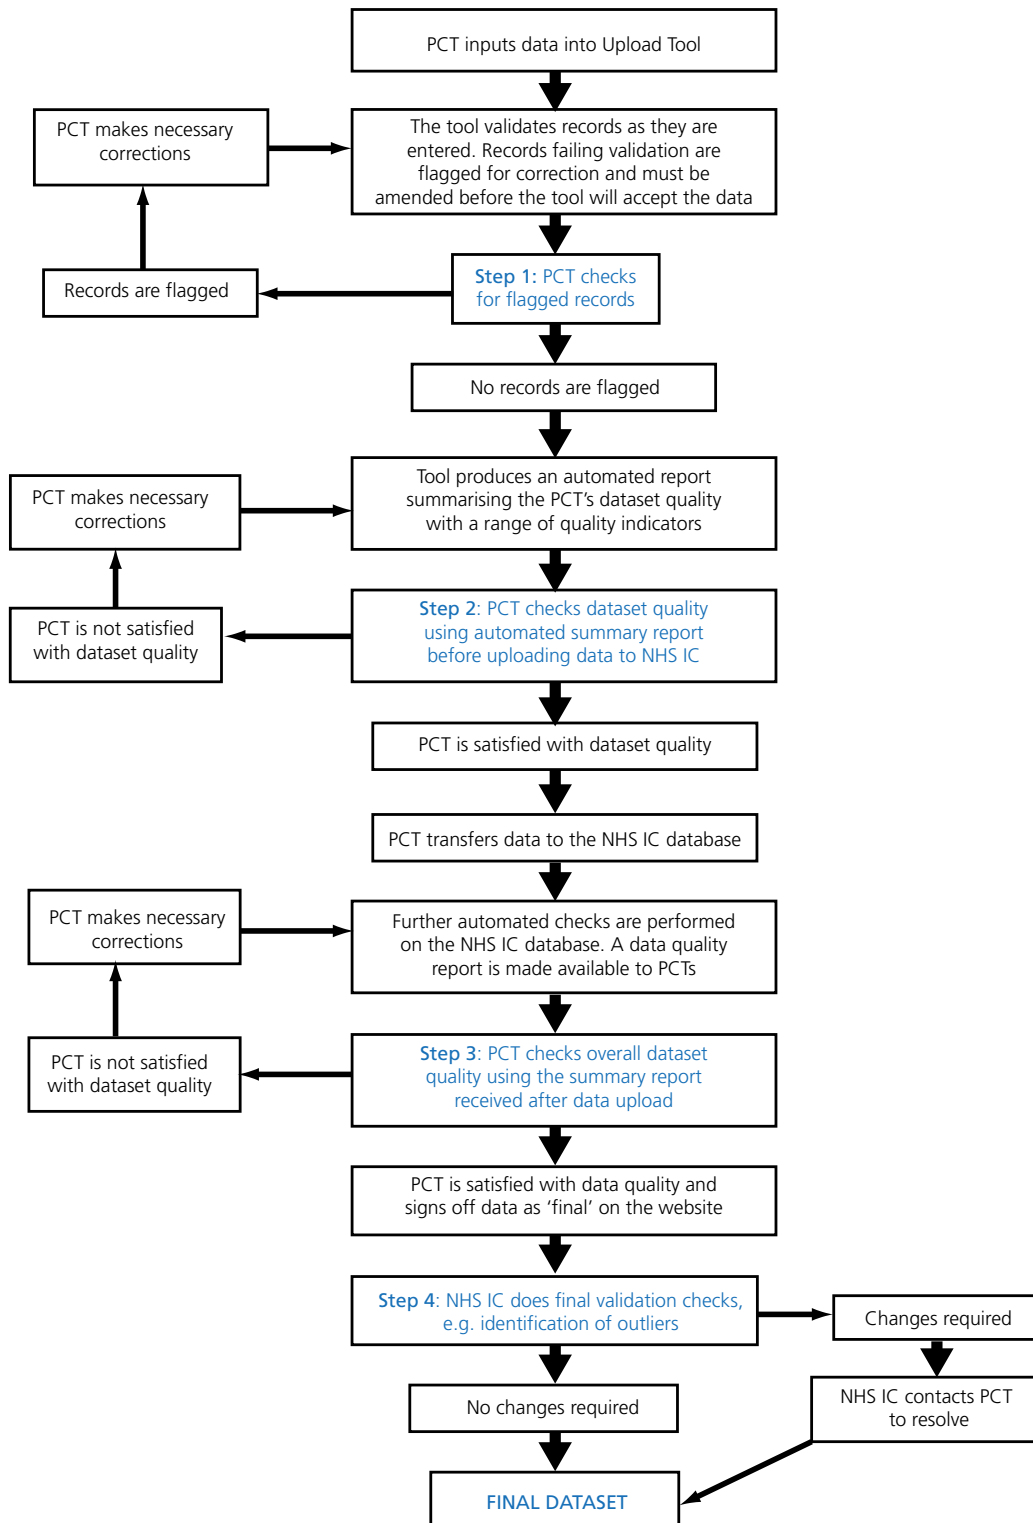 PCT inputs data into Upload Tool
PCT makes necessary
corrections
The tool validates records as they are
entered. Records failing validation are
flagged for correction and must be
amended before the tool will accept the data
Records are flagged
Step 1: PCT checks
for flagged records
No records are flagged
PCT makes necessary
corrections
Tool produces an automated report
summarising the PCT’s dataset quality
with a range of quality indicators
PCT is not satisfied
with dataset quality
Step 2: PCT checks dataset quality
using automated summary report
before uploading data to NHS IC
PCT is satisfied with dataset quality
PCT transfers data to the NHS IC database
PCT makes necessary
corrections
Further automated checks are performed
on the NHS IC database. A data quality
report is made available to PCTs
PCT is not satisfied
with dataset quality
Step 3: PCT checks overall dataset
quality using the summary report
received after data upload
PCT is satisfied with data quality and
signs off data as ‘final’ on the website
Step 4: NHS IC does final validation checks,
e.g. identification of outliers
Changes required
No changes required
NHS IC contacts PCT
to resolve
FINAL DATASET